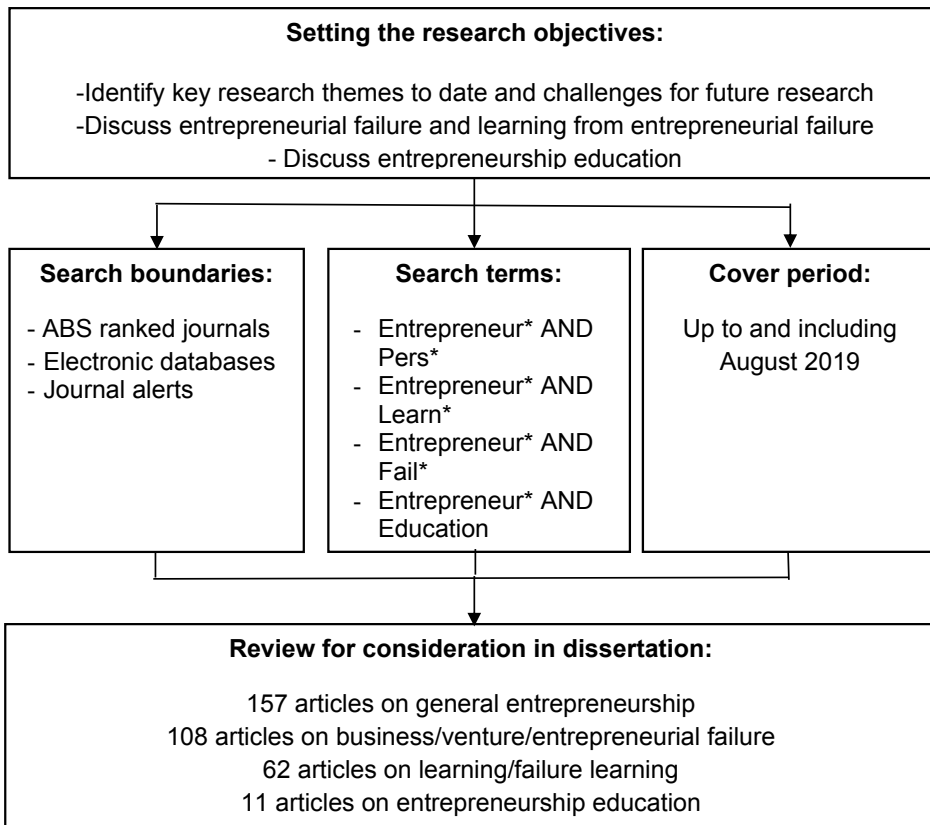 Setting the research objectives:
-Identify key research themes to date and challenges for future research
-Discuss entrepreneurial failure and learning from entrepreneurial failure
- Discuss entrepreneurship education
Search boundaries:
- ABS ranked journals
- Electronic databases
- Journal alerts
Search terms:
- Entrepreneur* AND
Pers*
- Entrepreneur* AND
Learn*
- Entrepreneur* AND
Fail*
- Entrepreneur* AND
Education
Cover period:
Up to and including
August 2019
Review for consideration in dissertation:
157 articles on general entrepreneurship
108 articles on business/venture/entrepreneurial failure
62 articles on learning/failure learning
11 articles on entrepreneurship education